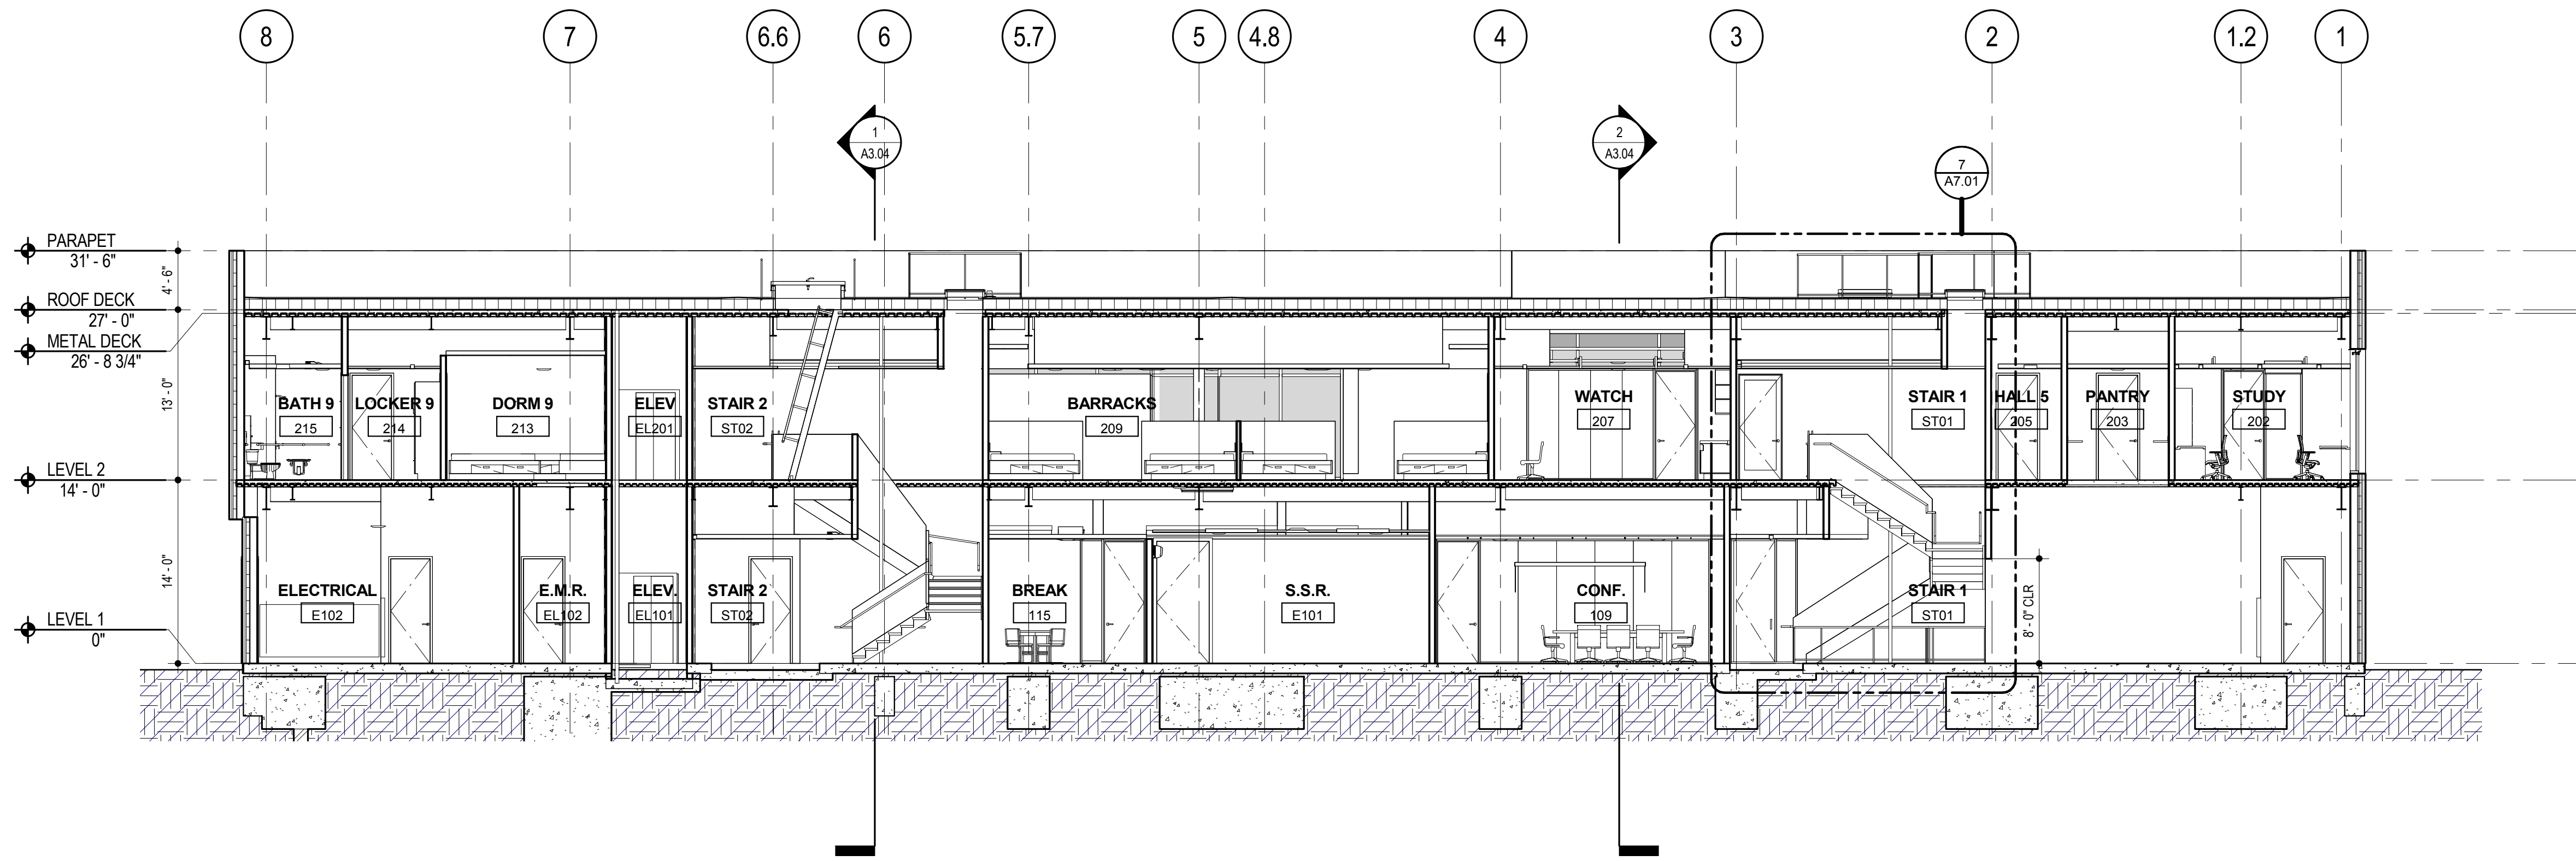 8 7 6.6 6 5.7 5 4.8 4 3 2 1.2 1
1
A3.04
2
A3.04
7
A7.01
PARAPET
31' - 6"
4' - 6"
ROOF DECK
27' - 0"
METAL DECK
26' - 8 3/4"
13' - 0"
BATH 9 LOCKER 9 DORM 9 ELEV STAIR 2 BARRACKS WATCH STAIR 1 HALL 5 PANTRY STUDY
215 214 213 EL201 ST02 209 207 ST01 205 203 202
LEVEL 2
14' - 0"
14' - 0"
ELECTRICAL E.M.R. ELEV. STAIR 2 BREAK S.S.R. CONF. STAIR 1
E102 EL102 EL101 ST02 115 E101 109 ST01
8' - 0" CLR
LEVEL 1
0"